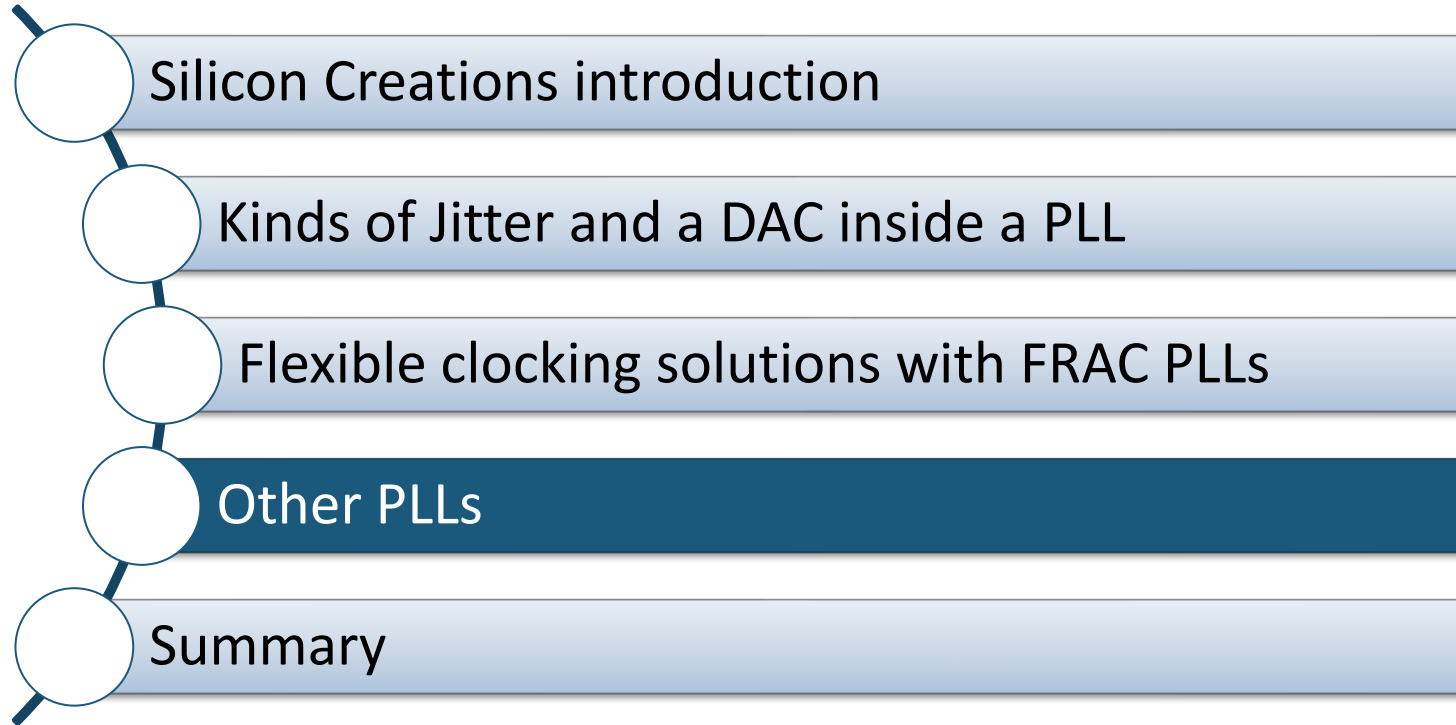 Silicon Creations introduction
Kinds of Jitter and a DAC inside a PLL
Flexible clocking solutions with FRAC PLLs
Other PLLs
Summary